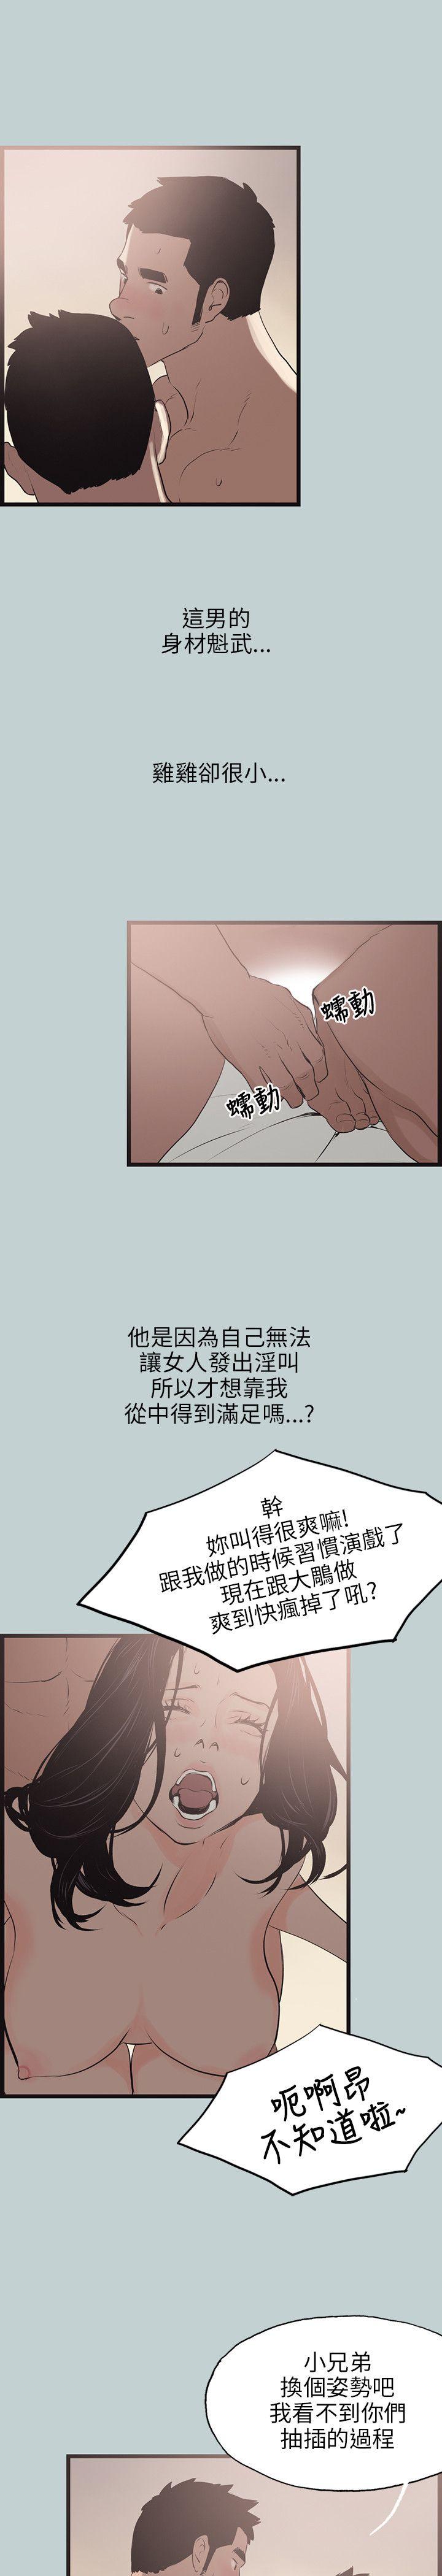 這男的
身材魁武...
雞雞卻很小...
蠕動
蠕動
他是因為自己無法
讓女人發出淫叫
所以才想靠我
從中得到滿足嗎...?
幹
妳叫得很爽嘛!
跟我做的時候習慣演戲了
現在跟大鵰做
爽到快瘋掉了吼?
呃啊昂
不知道啦~
小兄弟
換個姿勢吧
我看不到你們
抽插的過程